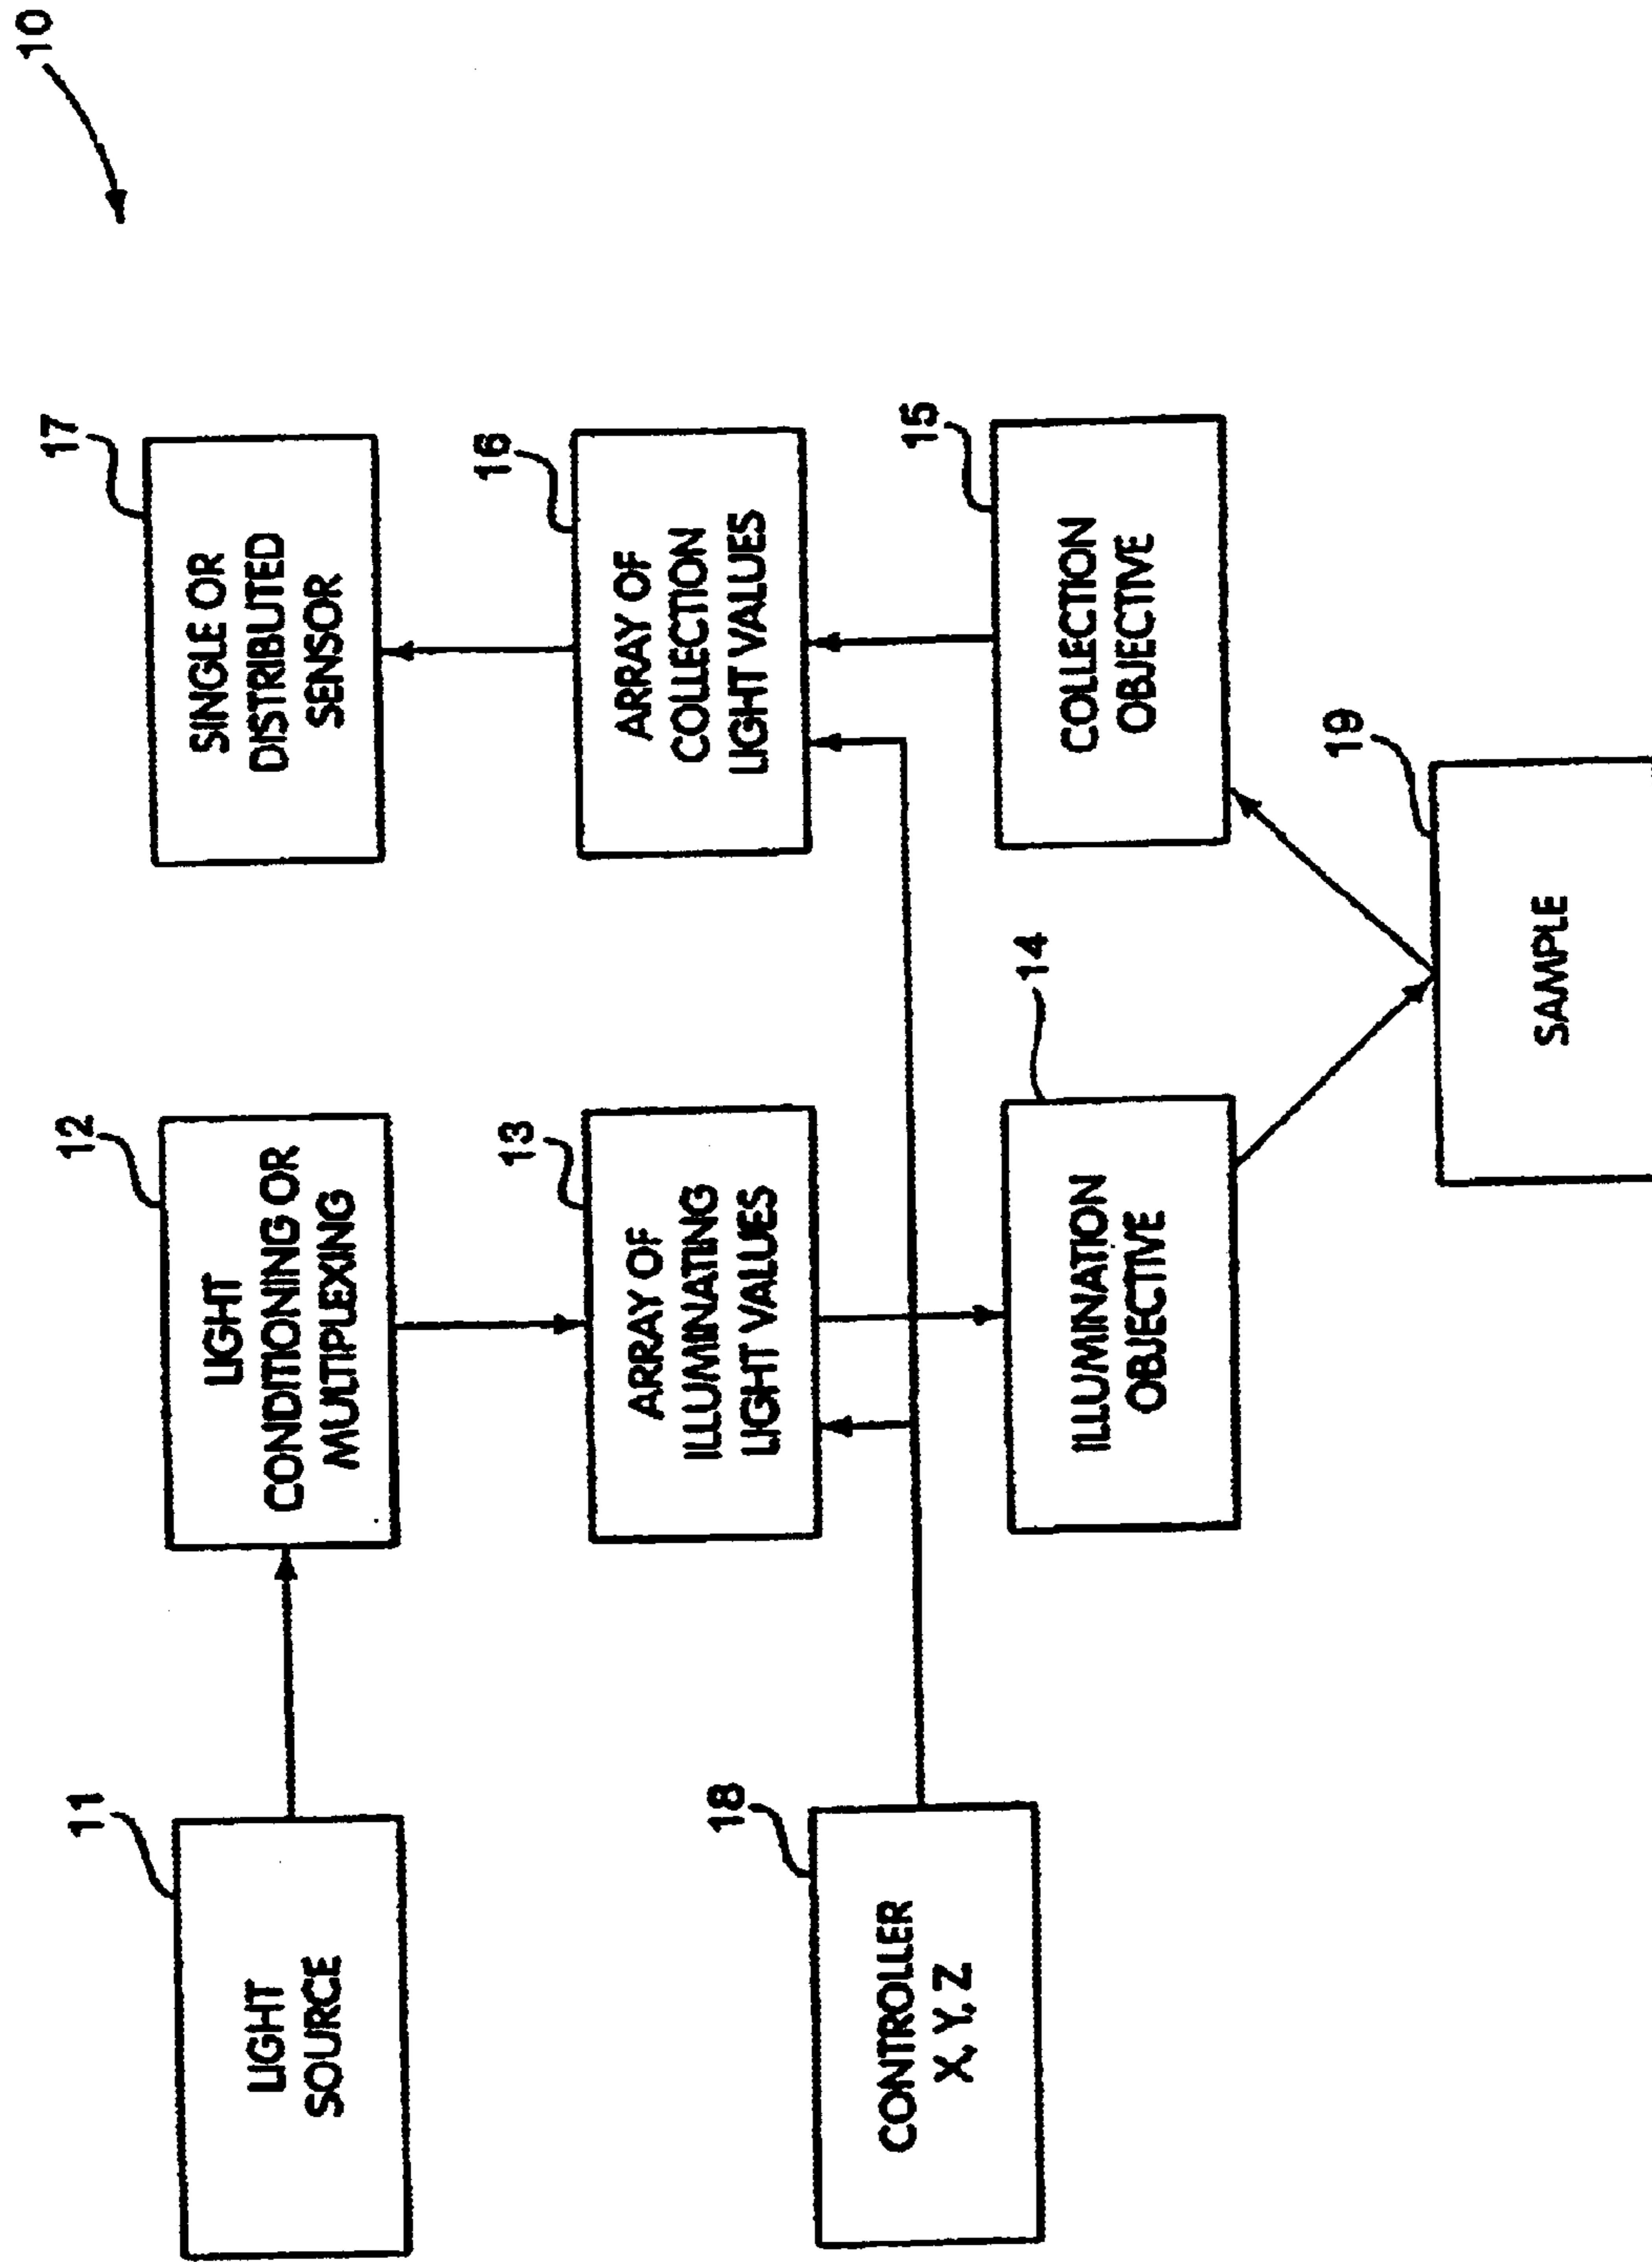 10
11
LIGHT
SOURCE
12
LIGHT
CONDITIONING OR
MULTIPLEXING
17
SINGLE OR
DISTRIBUTED
SENSOR
13
ARRAY OF
ILLUMINATING
LIGHT VALUES
16
ARRAY OF
COLLECTION
LIGHT VALUES
18
CONTROLLER
X, Y, Z
14
ILLUMINATION
OBJECTIVE
15
COLLECTION
OBJECTIVE
19
SAMPLE